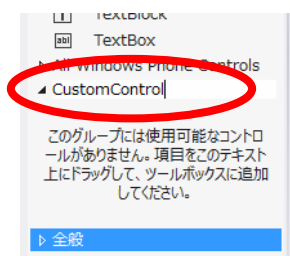 TextBlock
abl TextBox
All Windows Phone Controls
CustomControl
このグループには使用可能なコントロ
ールがありません。項目をこのテキスト
上にドラッグして、ツールボックスに追加
してください。
全般